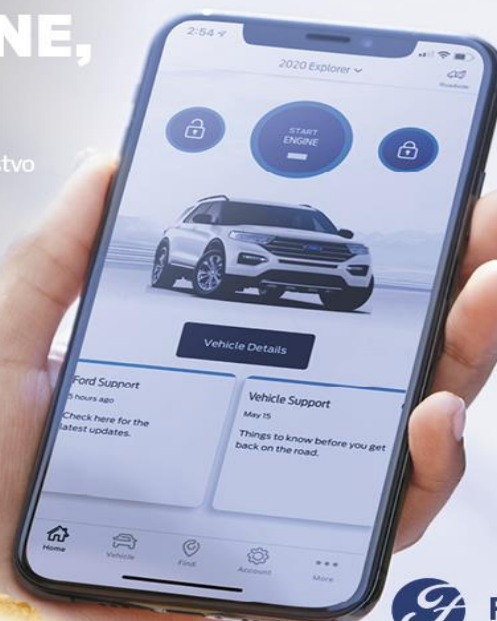 NE,
tvo
2:54
2020 Explorer
Roadside
START
ENGINE
Vehicle Details
Ford Support
5 hours ago
Check here for the
latest updates.
Vehicle Support
May 15
Things to know before you get
back on the road.
Home
Vehicle
Find
Account
More